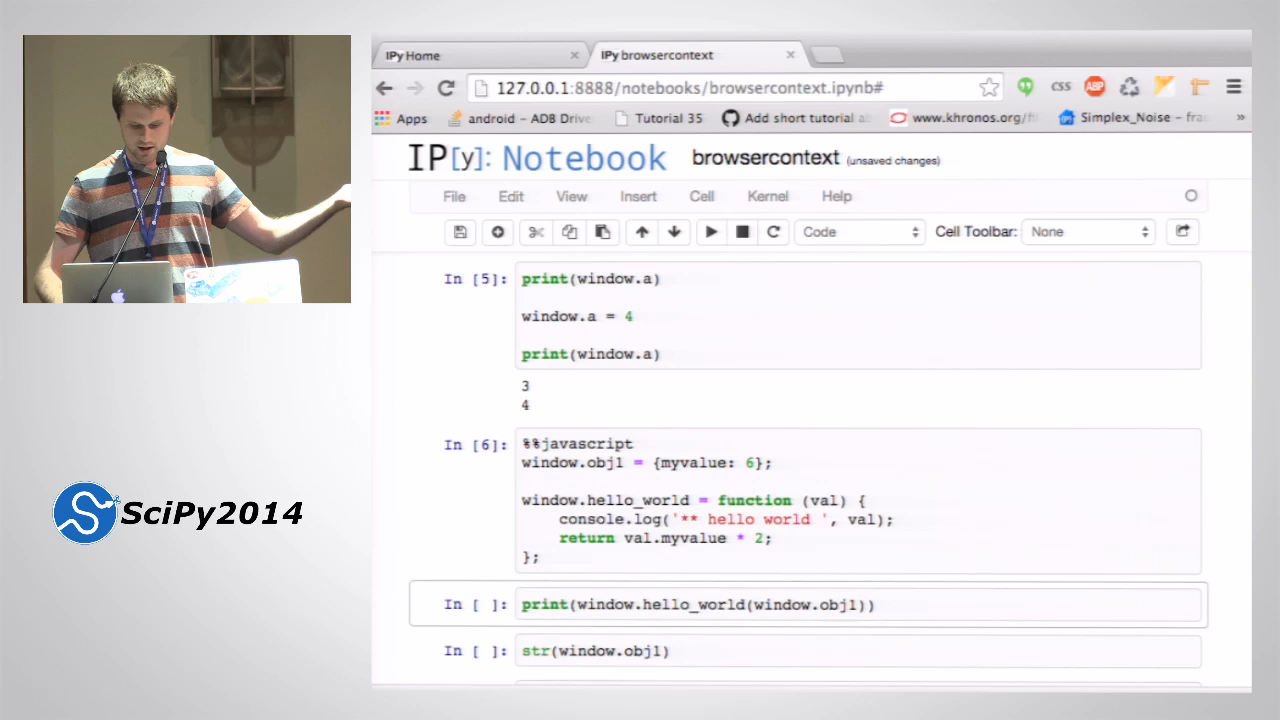 IPy Home
IPy browsercontext
127.0.0.1:8888/notebooks/browsercontext.ipynb#
CSS
ABP
Apps
android - ADB Drive
Tutorial 35
Add short tutorial
www.khronos.org/
Simplex_Noise - fra
»
IP[y]: Notebook
browsercontext (unsaved changes)
File Edit View Insert Cell Kernel Help
Code
Cell Toolbar: None
In [5]: print(window.a)
window.a = 4
print(window.a)
3
4
In [6]: %%javascript
window.obj1 = {myvalue: 6};
window.hello_world = function (val) {
console.log('** hello world ', val);
return val.myvalue * 2;
};
In [ ]: print(window.hello_world(window.obj1))
In [ ]: str(window.obj1)
SciPy2014